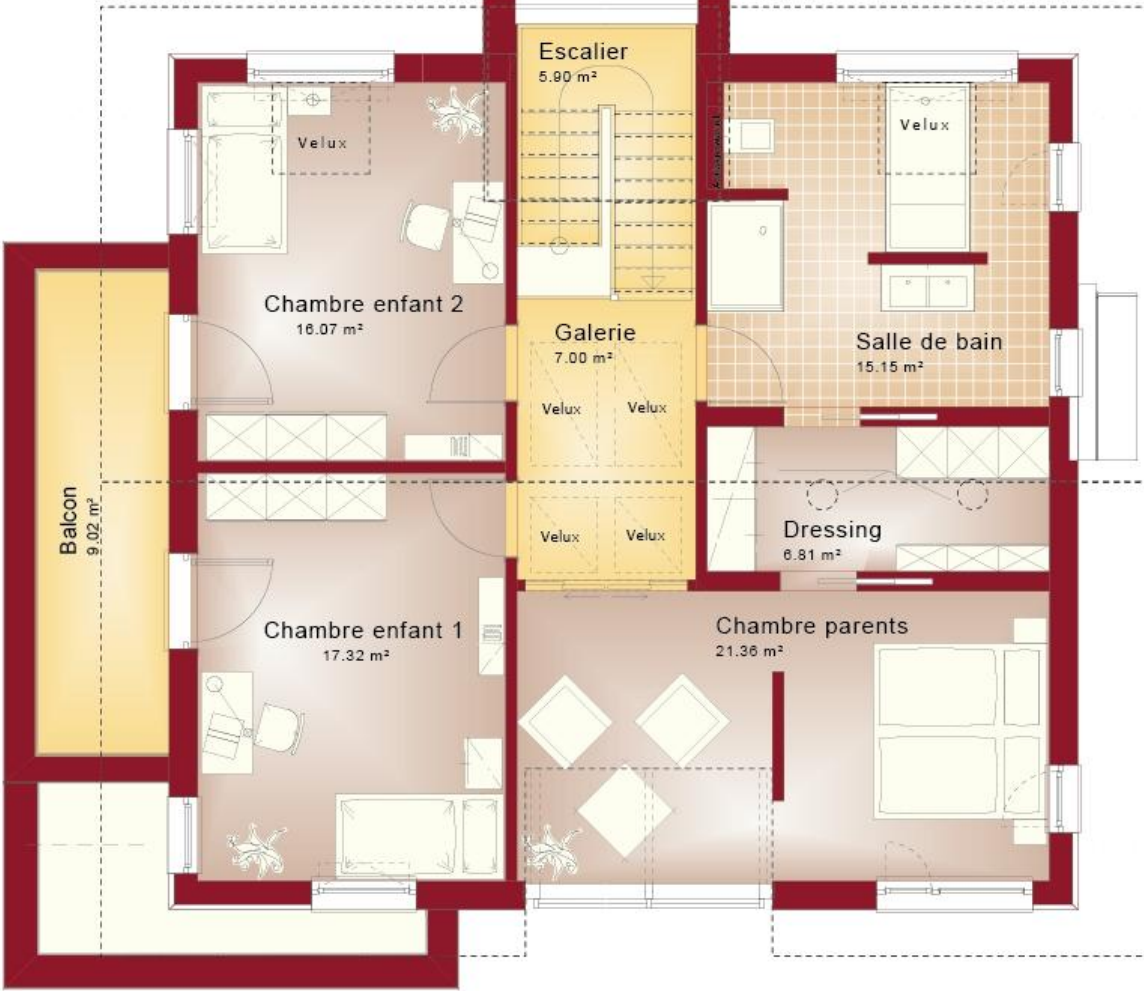 Escalier
5.90 m²
Velux
Velux
Chambre enfant 2
16.07 m²
Galerie
7.00 m²
Salle de bain
15.15 m²
Velux
Velux
Balcon
9.02 m²
Velux
Velux
Dressing
6.81 m²
Chambre enfant 1
17.32 m²
Chambre parents
21.36 m²